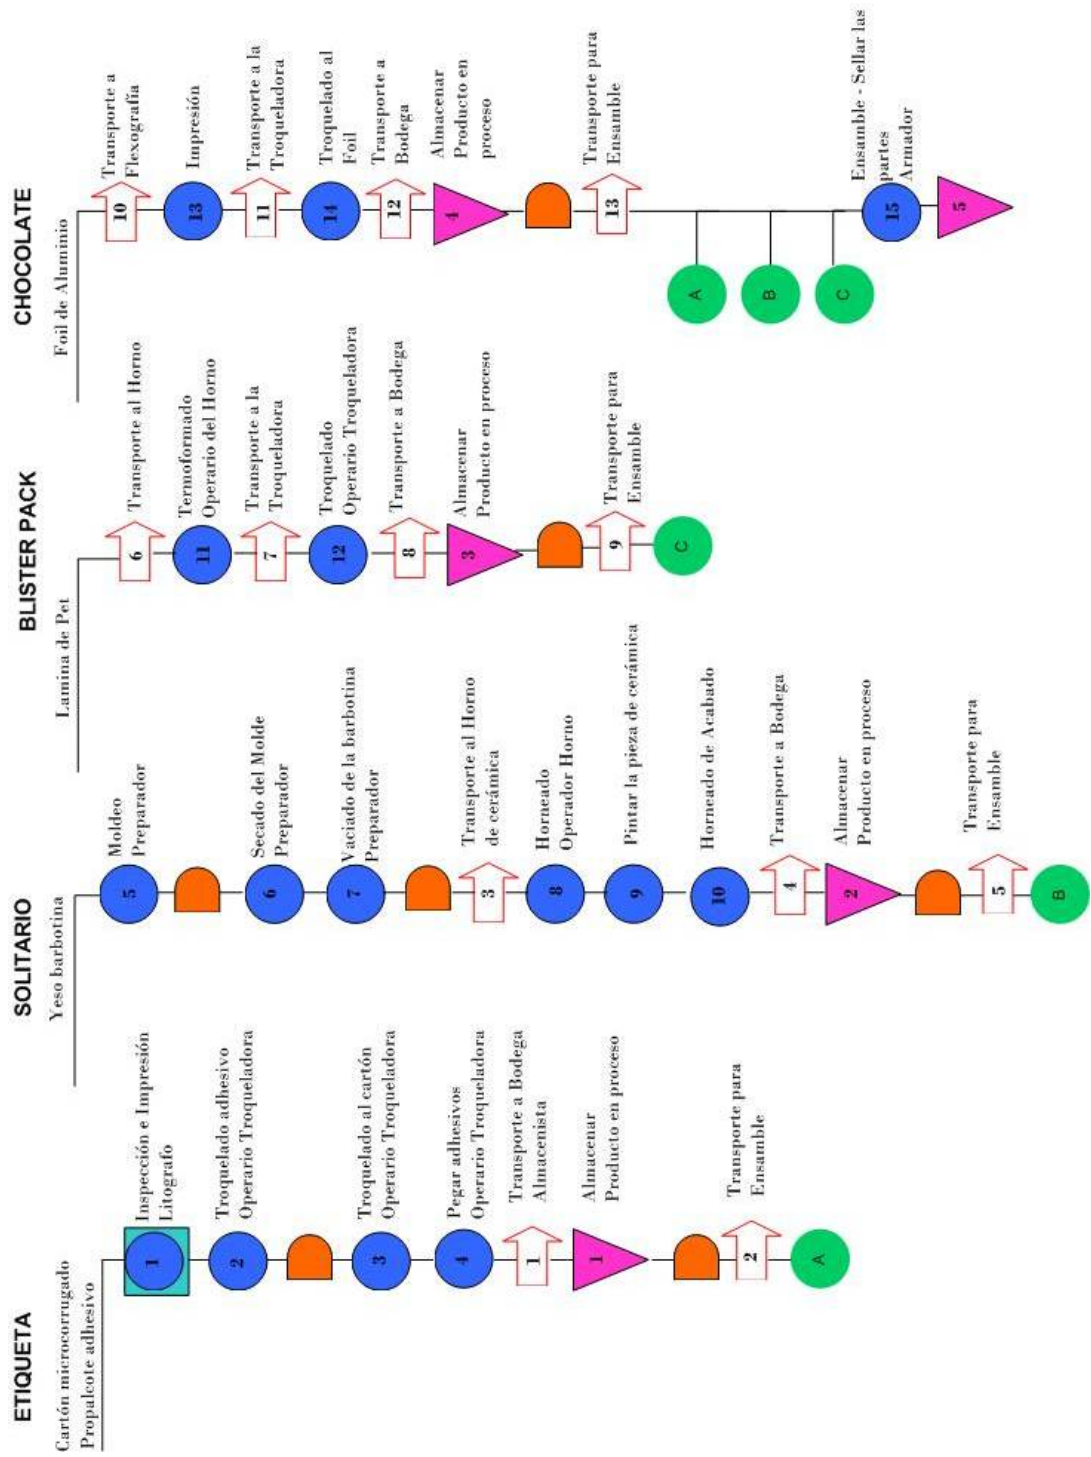 ETIQUETA
Cartón microcorrugado
Propalcote adhesivo
1
Inspección e Impresión
Litografo
2
Troquelado adhesivo
Operario Troqueladora
3
Troquelado al cartón
Operario Troqueladora
4
Pegar adhesivos
Operario Troqueladora
1
Transporte a Bodega
Almacenista
1
Almacenar
Producto en proceso
2
Transporte para
Ensamble
A
SOLITARIO
Yeso barbotina
5
Moldeo
Preparador
6
Secado del Molde
Preparador
7
Vaciado de la barbotina
Preparador
3
Transporte al Horno
de cerámica
8
Horneado
Operador Horno
9
Pintar la pieza de cerámica
10
Horneado de Acabado
4
Transporte a Bodega
2
Almacenar
Producto en proceso
5
Transporte para
Ensamble
B
BLISTER PACK
Lamina de Pet
6
Transporte al Horno
11
Termoformado
Operario del Horno
7
Transporte a la
Troqueladora
12
Troquelado
Operario Troqueladora
8
Transporte a Bodega
3
Almacenar
Producto en proceso
9
Transporte para
Ensamble
C
CHOCOLATE
Foil de Aluminio
10
Transporte a
Flexografía
13
Impresión
11
Transporte a la
Troqueladora
14
Troquelado al
Foil
12
Transporte a
Bodega
4
Almacenar
Producto en
proceso
13
Transporte para
Ensamble
A
B
C
15
Ensamble - Sellar las
partes
Armador
5